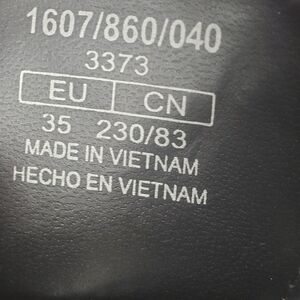 1607/860/040
3373
EU CN
35 230/83
MADE IN VIETNAM
HECHO EN VIETNAM